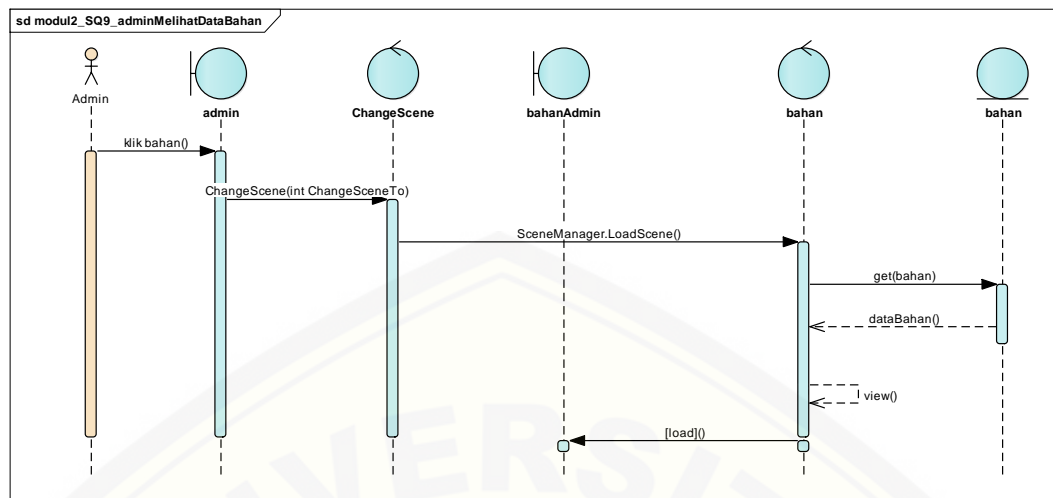 sd modul2_SQ9_adminMelihatDataBahan
Admin
admin
ChangeScene
bahanAdmin
bahan
bahan
klik bahan()
ChangeScene(int ChangeSceneTo)
SceneManager.LoadScene()
get(bahan)
dataBahan()
view()
[load]()
VERSIT